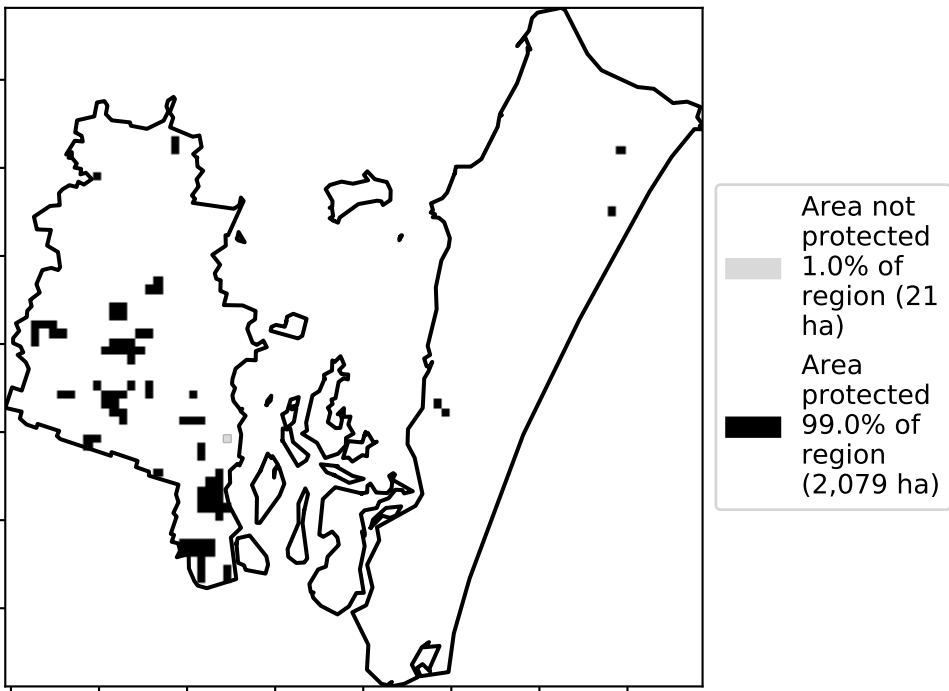 Area not
protected
1.0% of
region (21
ha)
Area
protected
99.0% of
region
(2,079 ha)